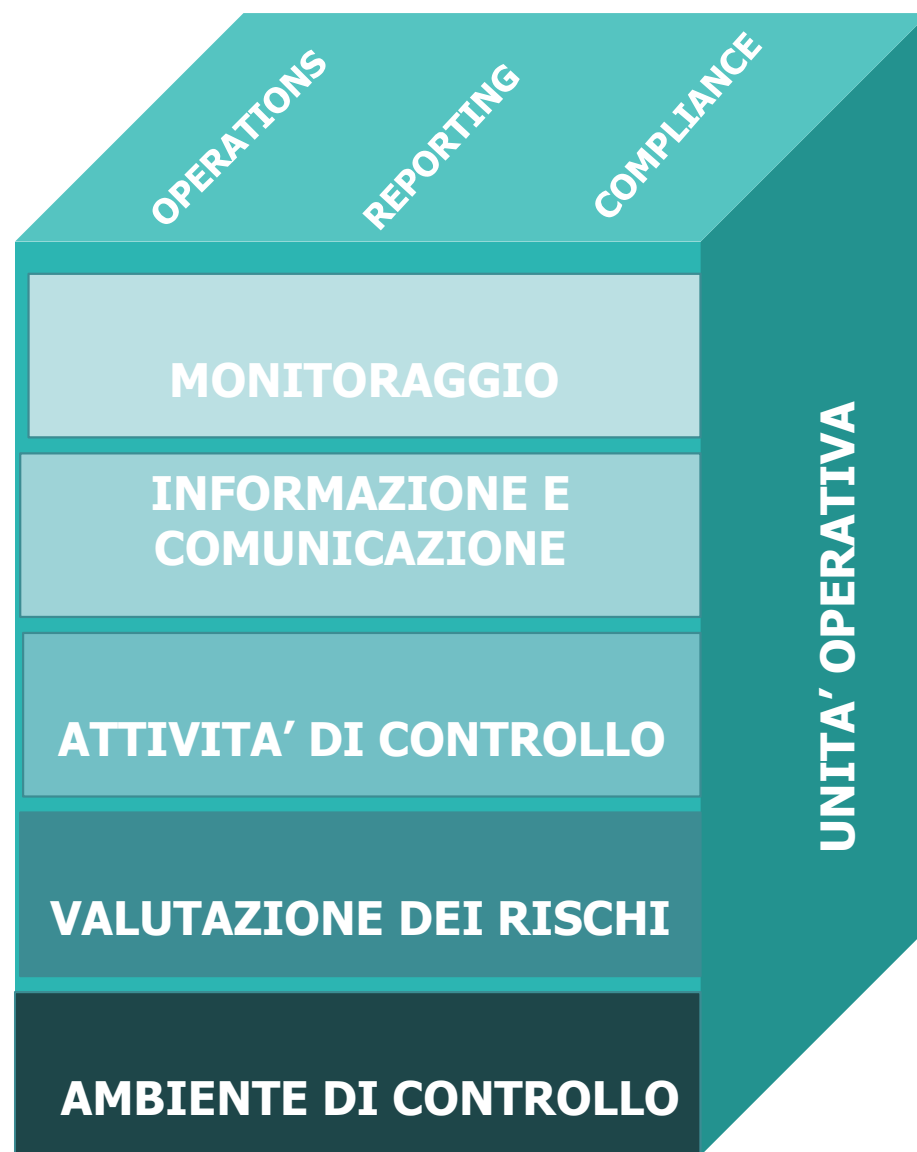 OPERATIONS
REPORTING
COMPLIANCE
MONITORAGGIO
INFORMAZIONE E
COMUNICAZIONE
ATTIVITA’ DI CONTROLLO
VALUTAZIONE DEI RISCHI
AMBIENTE DI CONTROLLO
UNITA’ OPERATIVA